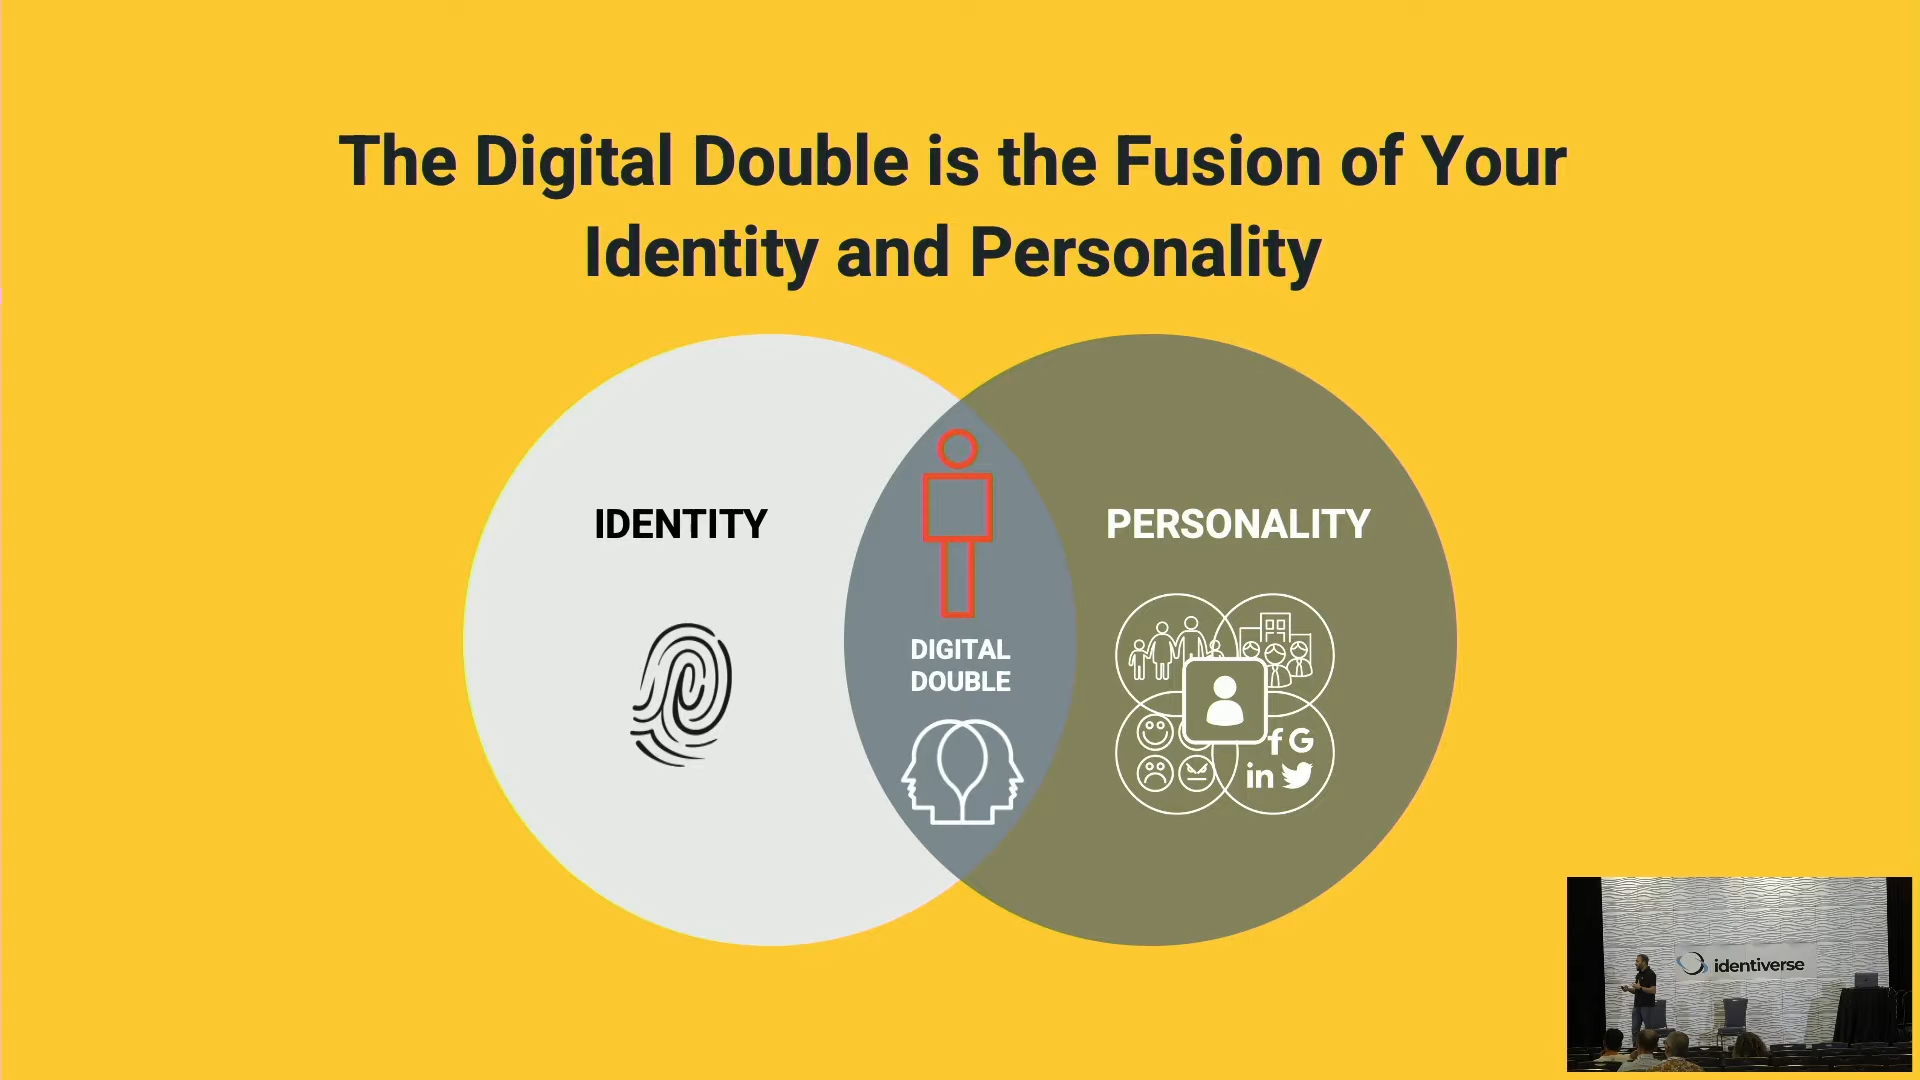 The Digital Double is the Fusion of Your
Identity and Personality
IDENTITY
PERSONALITY
DIGITAL
DOUBLE
f G
in
identiverse